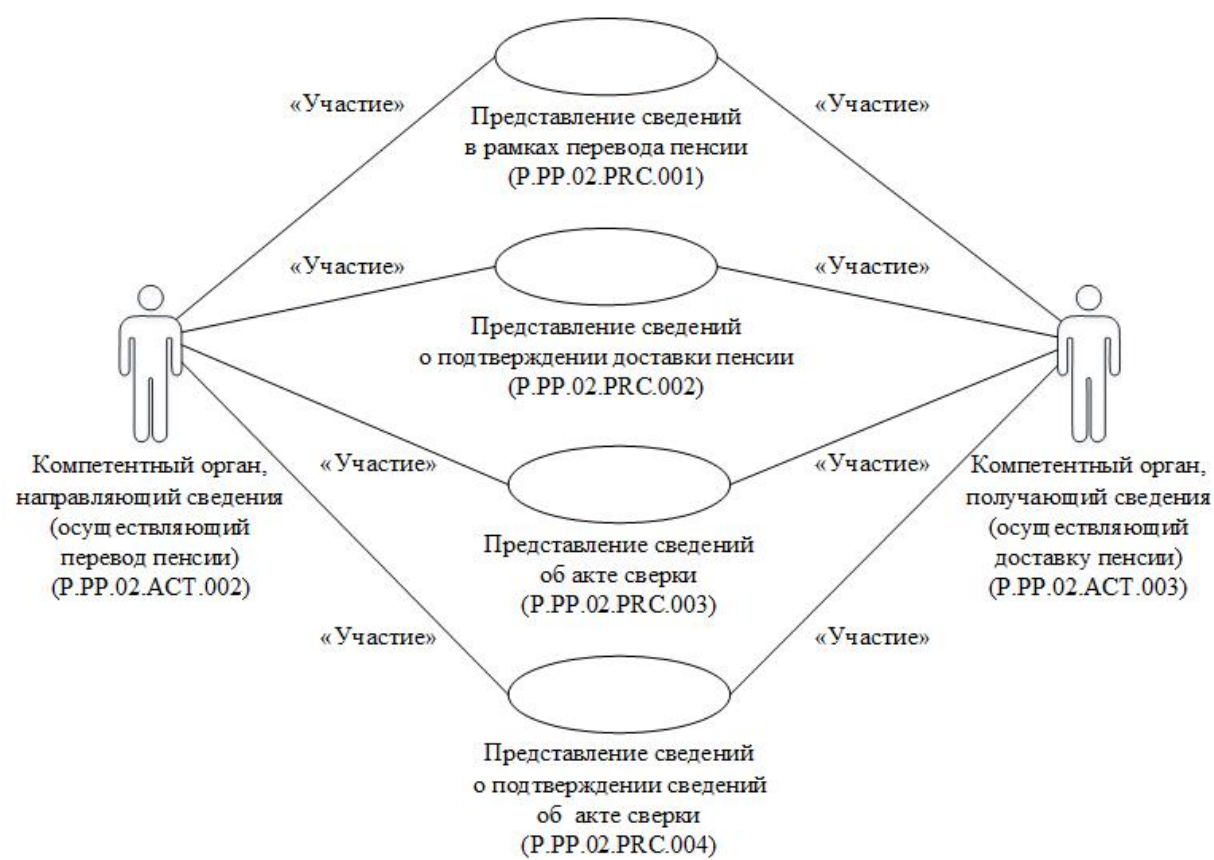 «Участие»
«Участие»
Представление сведений
в рамках перевода пенсии
(P.PP.02.PRC.001)
«Участие»
«Участие»
Представление сведений
о подтверждении доставки пенсии
(P.PP.02.PRC.002)
Компетентный орган,
направляющий сведения
(осуществляющий
перевод пенсии)
(P.PP.02.ACT.002)
«Участие»
«Участие»
Компетентный орган,
получающий сведения
(осуществляющий
доставку пенсии)
(P.PP.02.ACT.003)
Представление сведений
об акте сверки
(P.PP.02.PRC.003)
«Участие»
«Участие»
Представление сведений
о подтверждении сведений
об акте сверки
(P.PP.02.PRC.004)